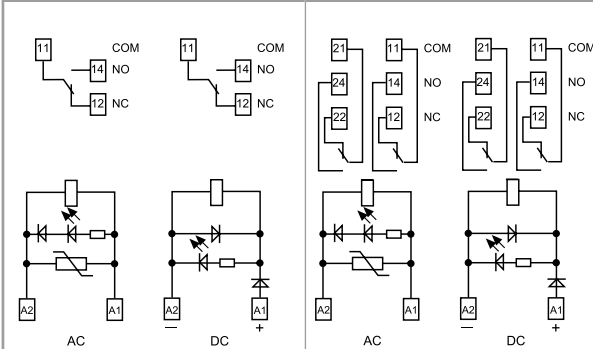 11 COM 11 COM 21 11 COM 21 11 COM
14 NO 14 NO 24 14 NO 24 14 NO
12 NC 12 NC 22 12 NC 22 12 NC
A2 A1 A2 A1 A2 A1 A2 A1
— + — +
AC DC AC DC